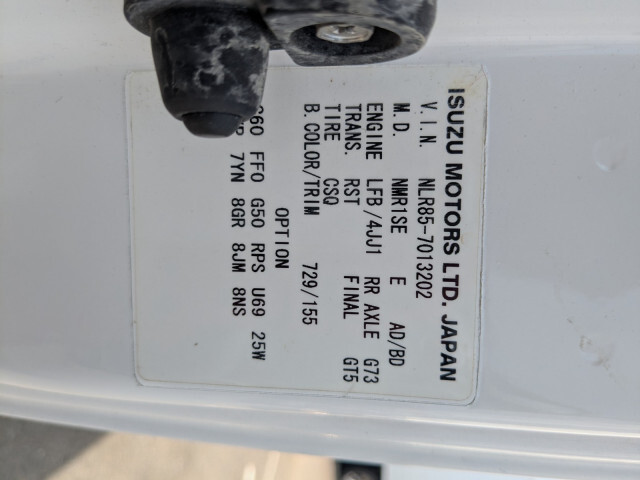 ISUZU MOTORS LTD. JAPAN
V.I.N. NLR85-7013202
M.D. NMR1SE E AD/BD
ENGINE LFB/4JJ1 RR AXLE G73
TRANS. RST FINAL GT5
TIRE CSQ
B.COLOR/TRIM 729/155
OPTION
FF0 G50 RPS U69 25W
7YN 8GR 8JM 8NS